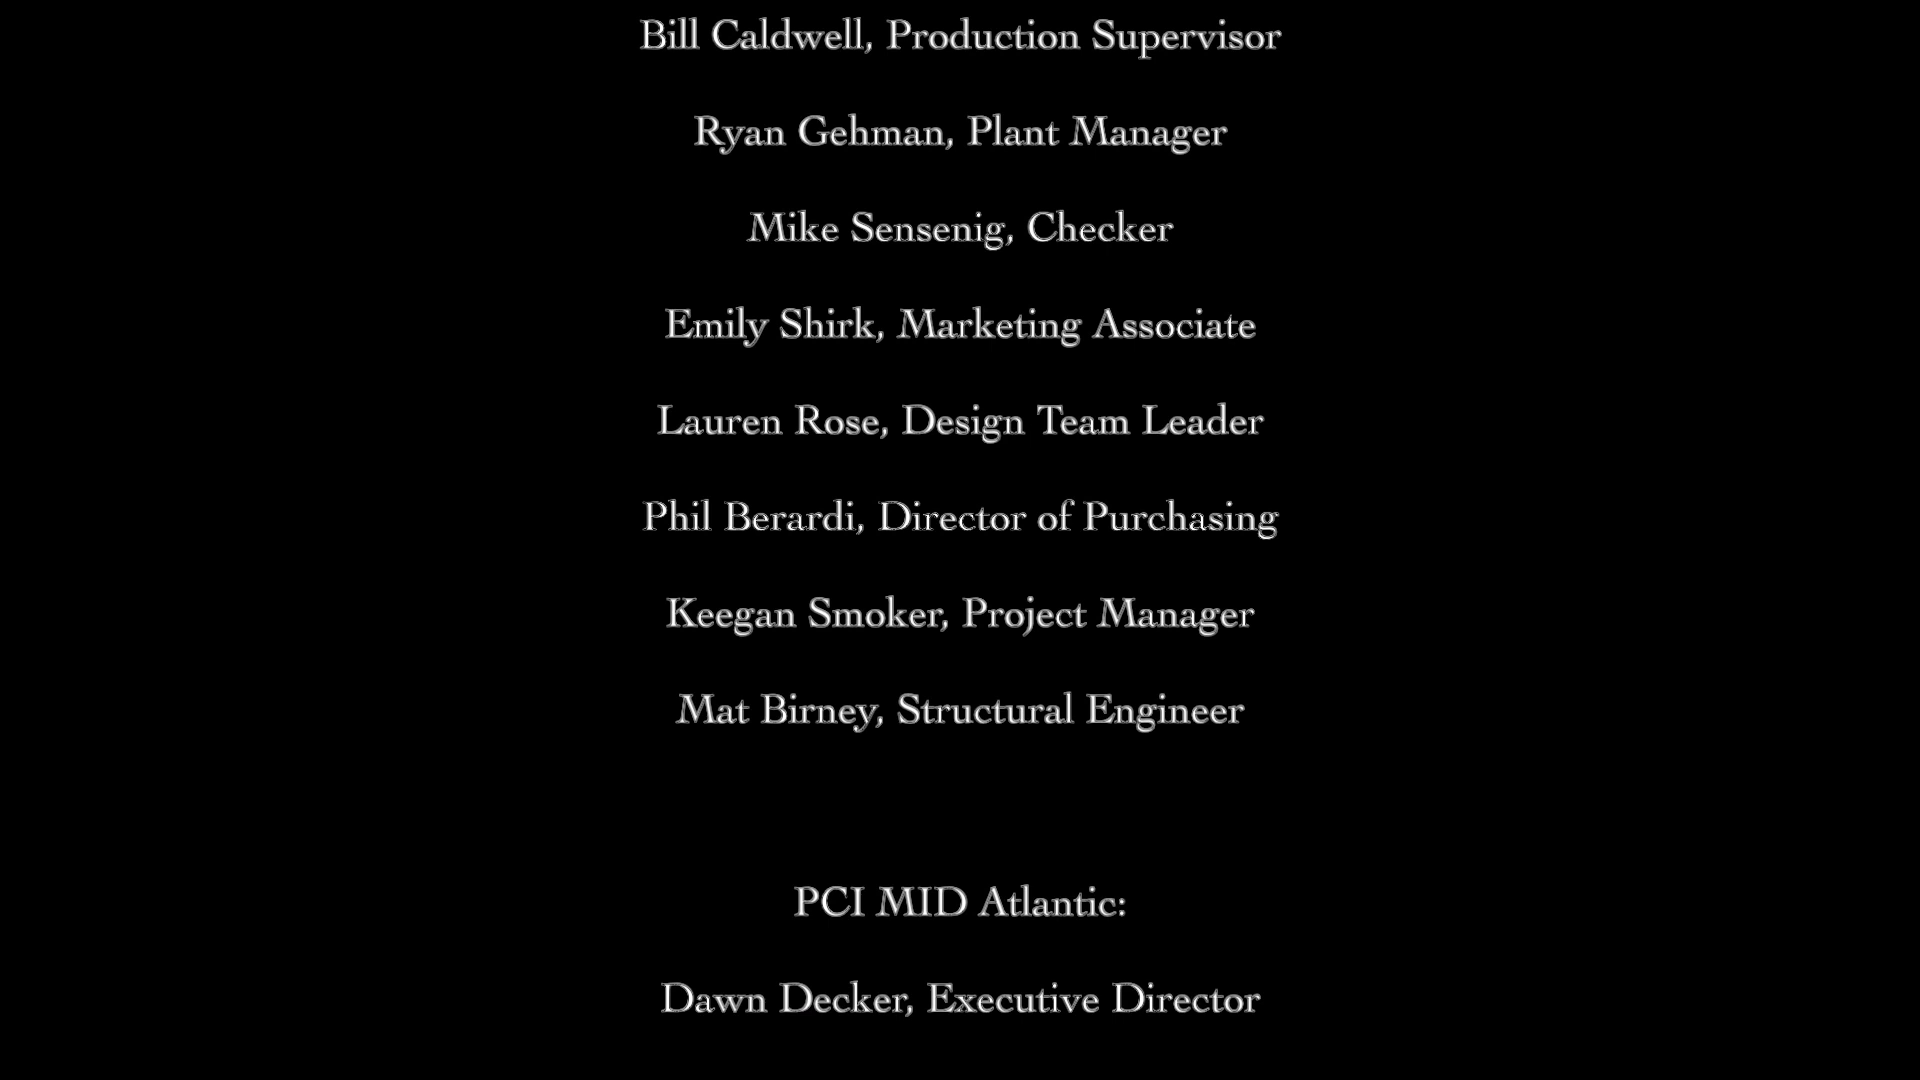 Bill Caldwell, Production Supervisor
Ryan Gehman, Plant Manager
Mike Sensenig, Checker
Emily Shirk, Marketing Associate
Lauren Rose, Design Team Leader
Phil Berardi, Director of Purchasing
Keegan Smoker, Project Manager
Mat Birney, Structural Engineer
PCI MID Atlantic:
Dawn Decker, Executive Director